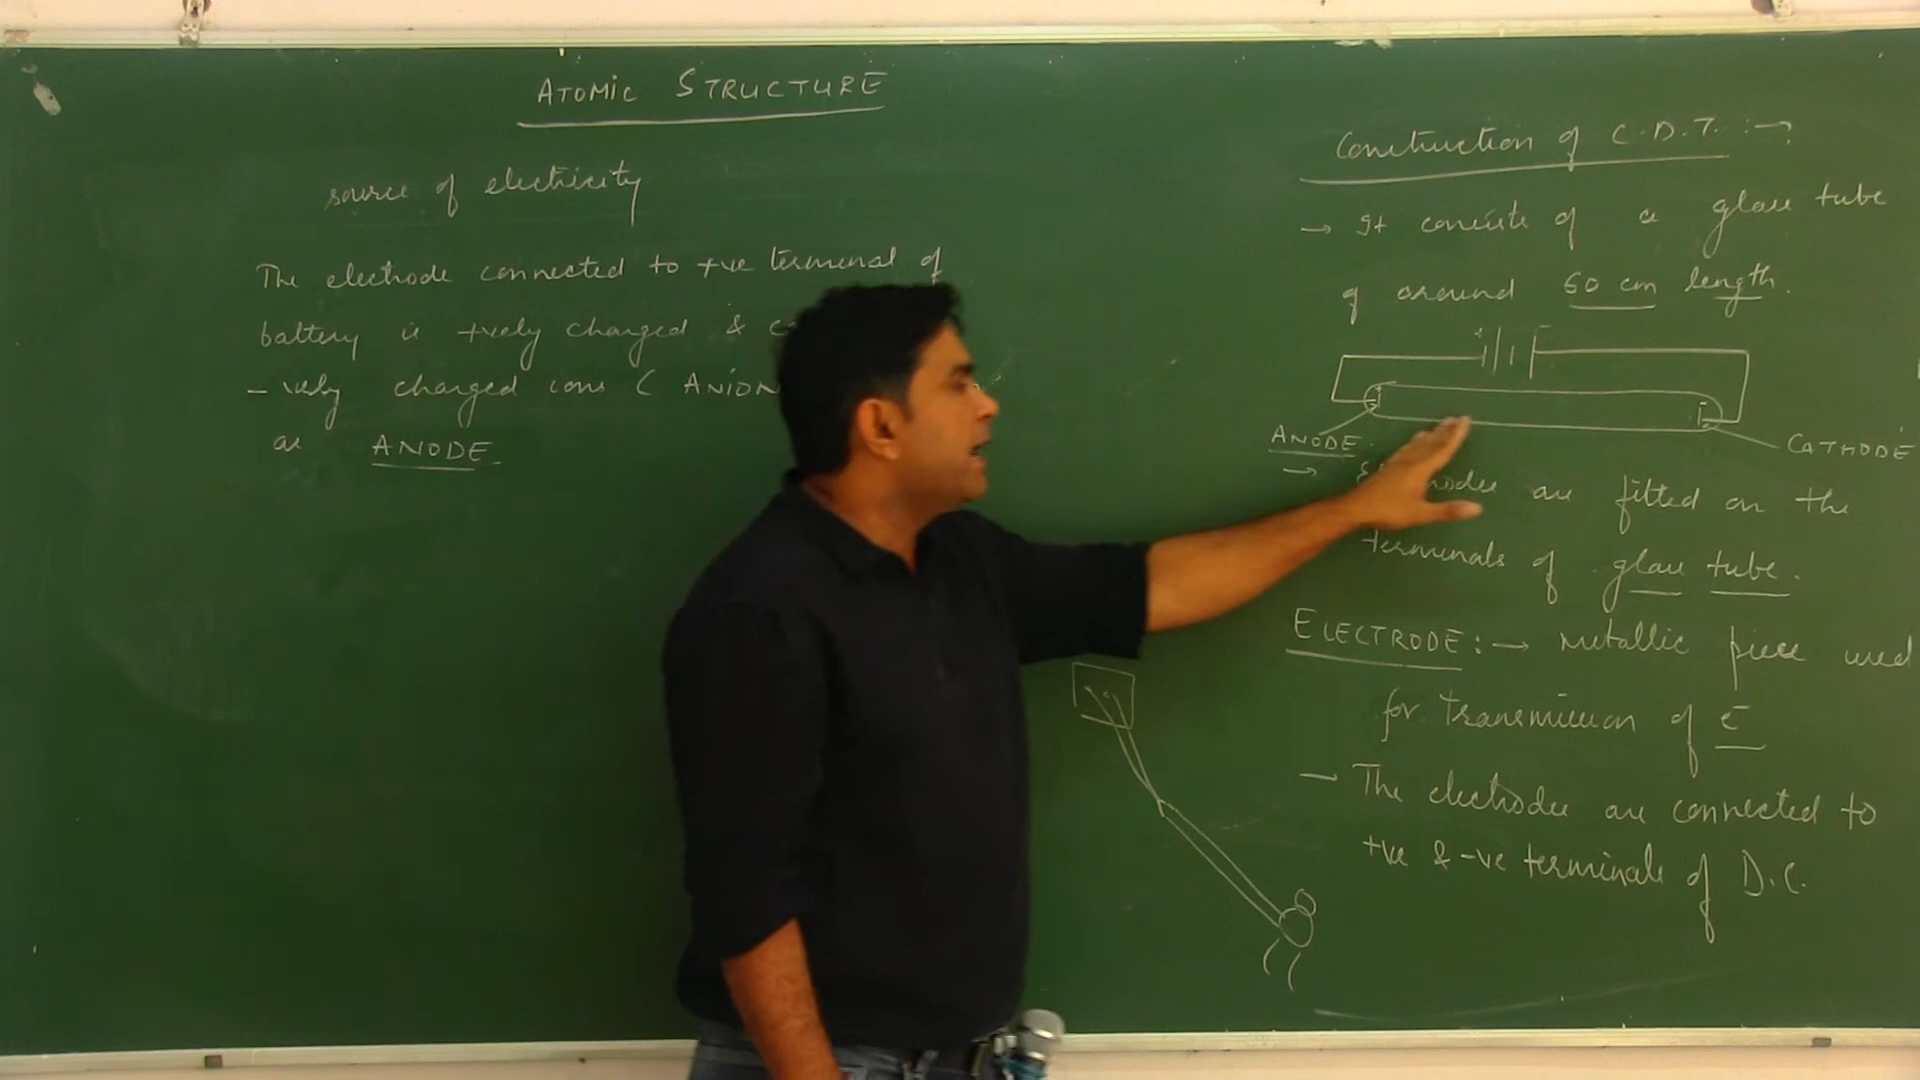 ATOMIC STRUCTURE
source of electricity
The electrode connected to +ve terminal of
battery is +vely charged &
- vely charged ions ( ANION
as ANODE
Construction of C.D.T. :→
→ It consists of a glass tube
of around 60 cm length.
+ -
ANODE
CATHODE
→ are fitted on the
terminals of glass tube.
ELECTRODE :→ Metallic piece used
for transmission of e-
→ The electrodes are connected to
+ve & -ve terminals of D.C.